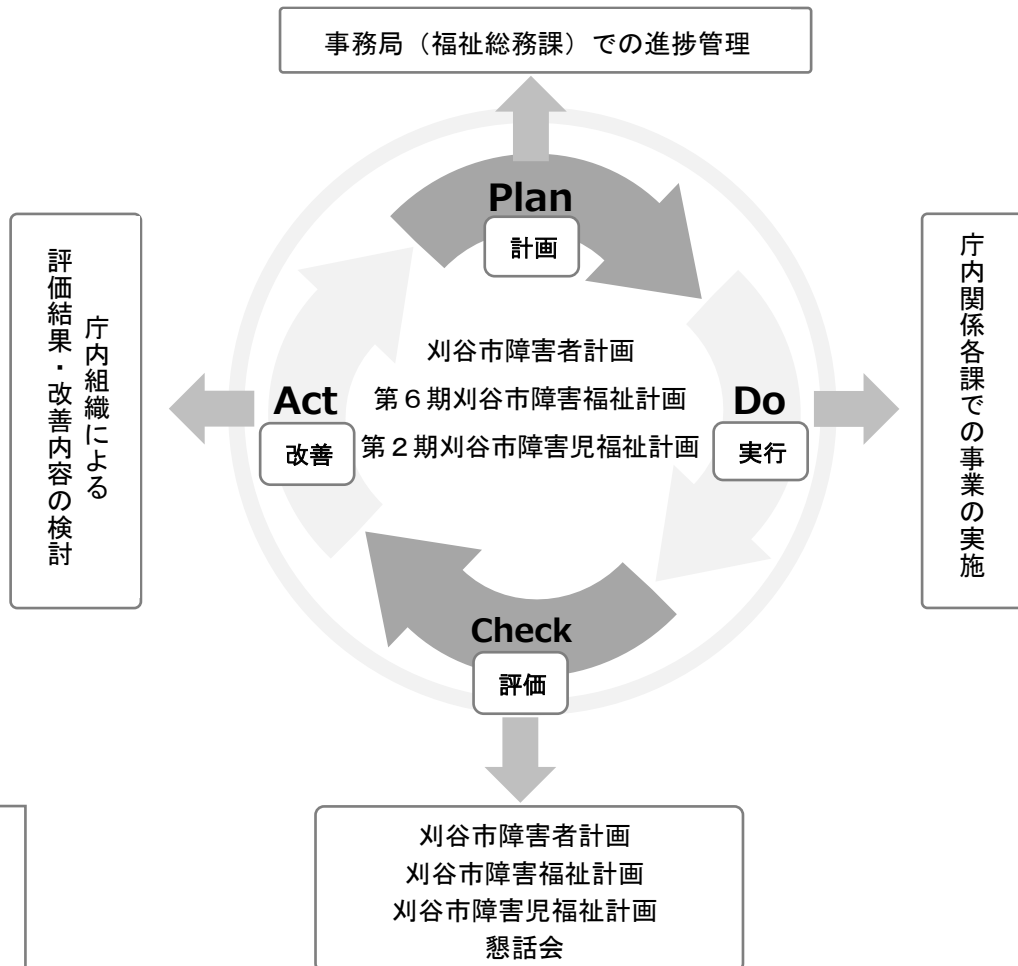 事務局（福祉総務課）での進捗管理
Plan
計画
庁内組織による
評価結果・改善内容の検討
庁内関係各課での事業の実施
刈谷市障害者計画
第６期刈谷市障害福祉計画
第２期刈谷市障害児福祉計画
Act
改善
Do
実行
Check
評価
刈谷市障害者計画
刈谷市障害福祉計画
刈谷市障害児福祉計画
懇話会